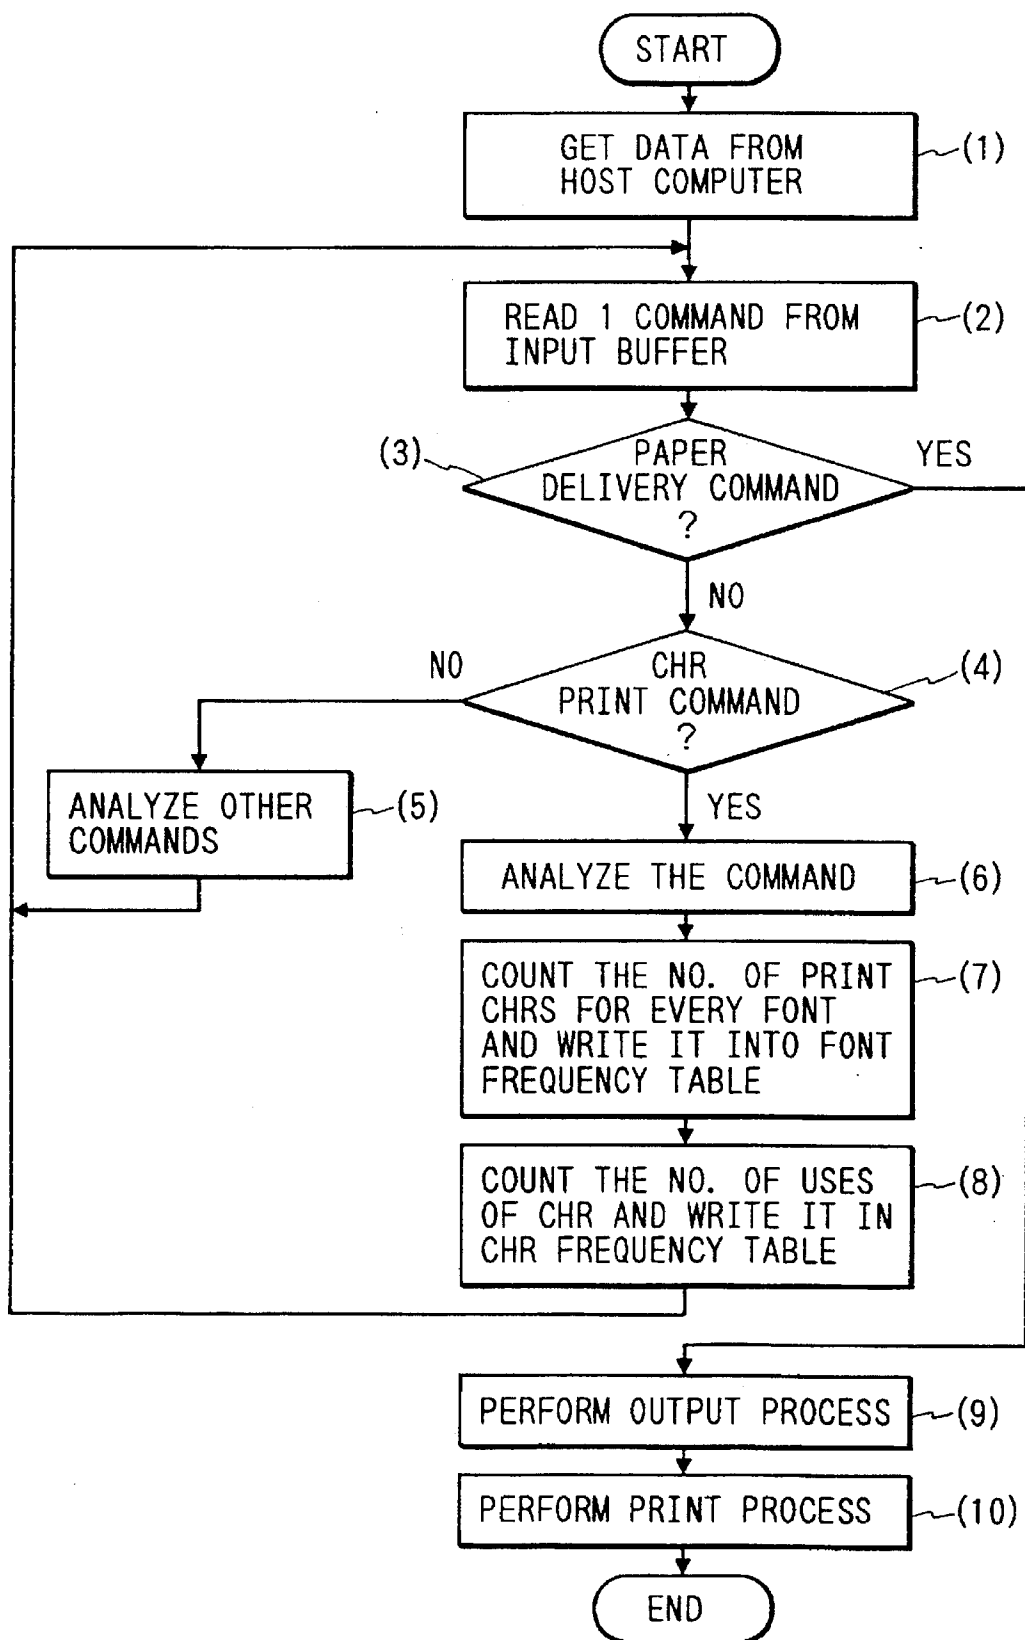 START
GET DATA FROM
HOST COMPUTER
(1)
READ 1 COMMAND FROM
INPUT BUFFER
(2)
(3)
PAPER
DELIVERY COMMAND
?
YES
NO
NO
CHR
PRINT COMMAND
?
(4)
ANALYZE OTHER
COMMANDS
(5)
YES
ANALYZE THE COMMAND
(6)
COUNT THE NO. OF PRINT
CHRS FOR EVERY FONT
AND WRITE IT INTO FONT
FREQUENCY TABLE
(7)
COUNT THE NO. OF USES
OF CHR AND WRITE IT IN
CHR FREQUENCY TABLE
(8)
PERFORM OUTPUT PROCESS
(9)
PERFORM PRINT PROCESS
(10)
END